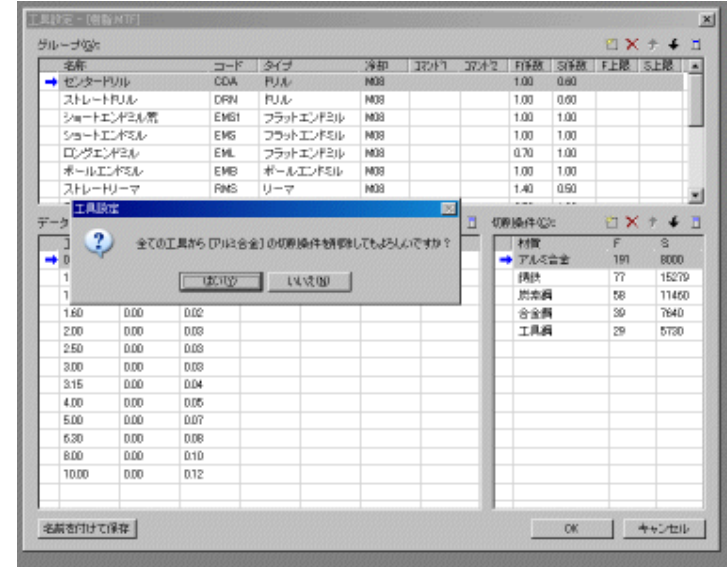 工具設定 - [樹脂.MTF]
グループ(G):
名称 コード タイプ 冷却 コマンド1 コマンド2 F係数 S係数 F上限 S上限
センタードリル CDA ドリル M08 1.00 0.60
ストレートドリル DRN ドリル M08 1.00 0.60
ショートエンドミル荒 EMS1 フラットエンドミル M08 1.00 1.00
ショートエンドミル EMS フラットエンドミル M08 1.00 1.00
ロングエンドミル EML フラットエンドミル M08 0.70 1.00
ボールエンドミル EMB ボールエンドミル M08 1.00 1.00
ストレートリーマ RMS リーマ M08 1.40 0.50
データ
切削条件(C):
工具設定
全ての工具から [アルミ合金] の切削条件を削除してもよろしいですか?
はい(Y) いいえ(N)
材質 F S
アルミ合金 191 8000
鋳鉄 77 15279
炭素鋼 58 11460
合金鋼 39 7640
工具鋼 29 5730
1.60 0.00 0.02
2.00 0.00 0.03
2.50 0.00 0.03
3.00 0.00 0.03
3.15 0.00 0.04
4.00 0.00 0.05
5.00 0.00 0.07
6.30 0.00 0.08
8.00 0.00 0.10
10.00 0.00 0.12
名前を付けて保存 OK キャンセル